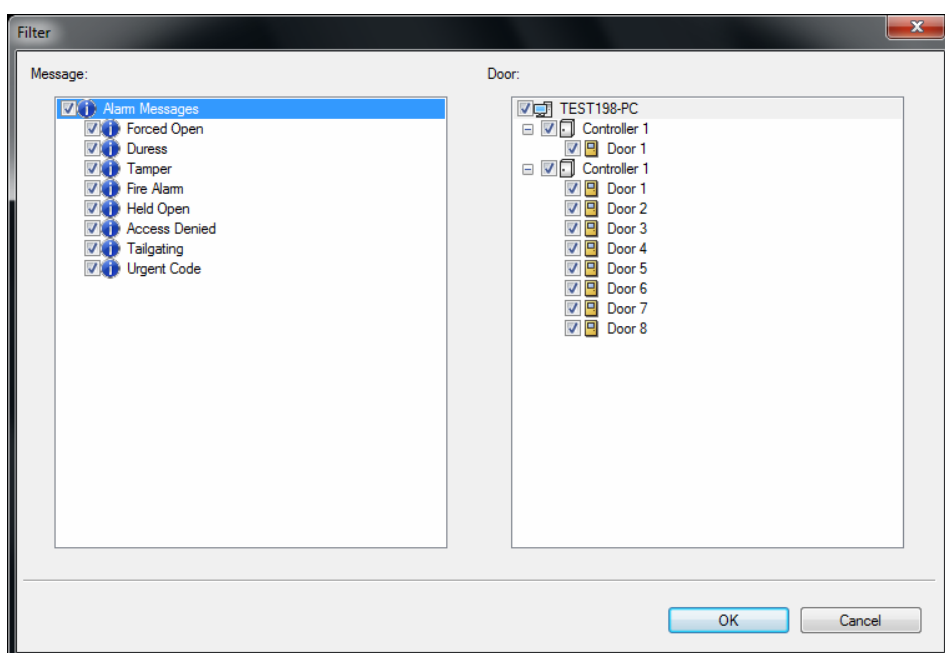 Filter
Message:
Alarm Messages
Forced Open
Duress
Tamper
Fire Alarm
Held Open
Access Denied
Tailgating
Urgent Code
Door:
TEST198-PC
Controller 1
Door 1
Controller 1
Door 1
Door 2
Door 3
Door 4
Door 5
Door 6
Door 7
Door 8
OK
Cancel